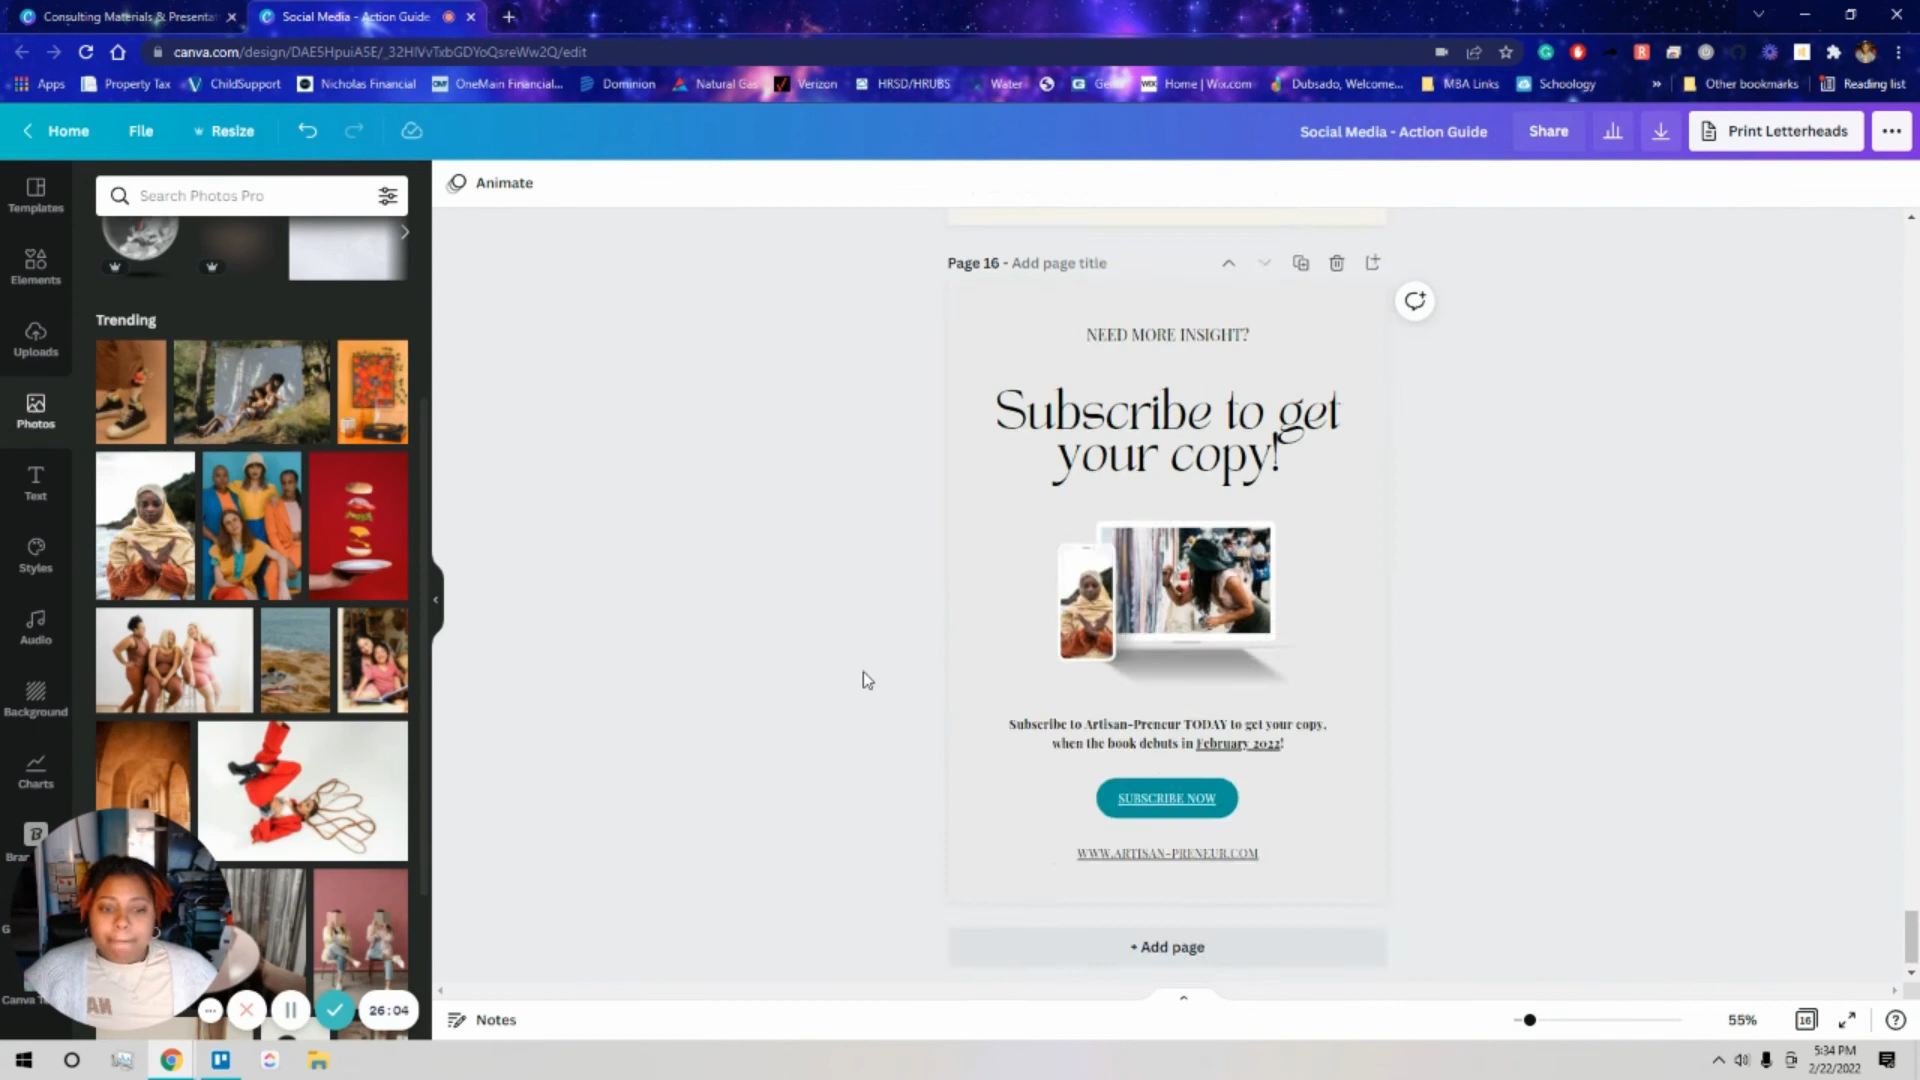 Consulting Materials & Presenta
Social Media - Action Guide
canva.com/design/DAE5HpuiA5E/_32HIVvTxbGDYoQsreWw2Q/edit
Apps
Property Tax
ChildSupport
Nicholas Financial
OneMain Financial...
Dominion
Natural Gas
Verizon
HRSD/HRUBS
Water
Home | Wix.com
Dubsado, Welcome...
MBA Links
Schoology
Other bookmarks
Reading list
Home
File
Resize
Social Media - Action Guide
Share
Print Letterheads
Templates
Elements
Uploads
Photos
Text
Styles
Audio
Background
Charts
Search Photos Pro
Trending
Animate
Page 16 - Add page title
NEED MORE INSIGHT?
Subscribe to get
your copy!
Subscribe to Artisan-Preneur TODAY to get your copy,
when the book debuts in February 2022!
SUBSCRIBE NOW
WWW.ARTISAN-PRENEUR.COM
+ Add page
26:04
Notes
55%
16
5:34 PM
2/22/2022